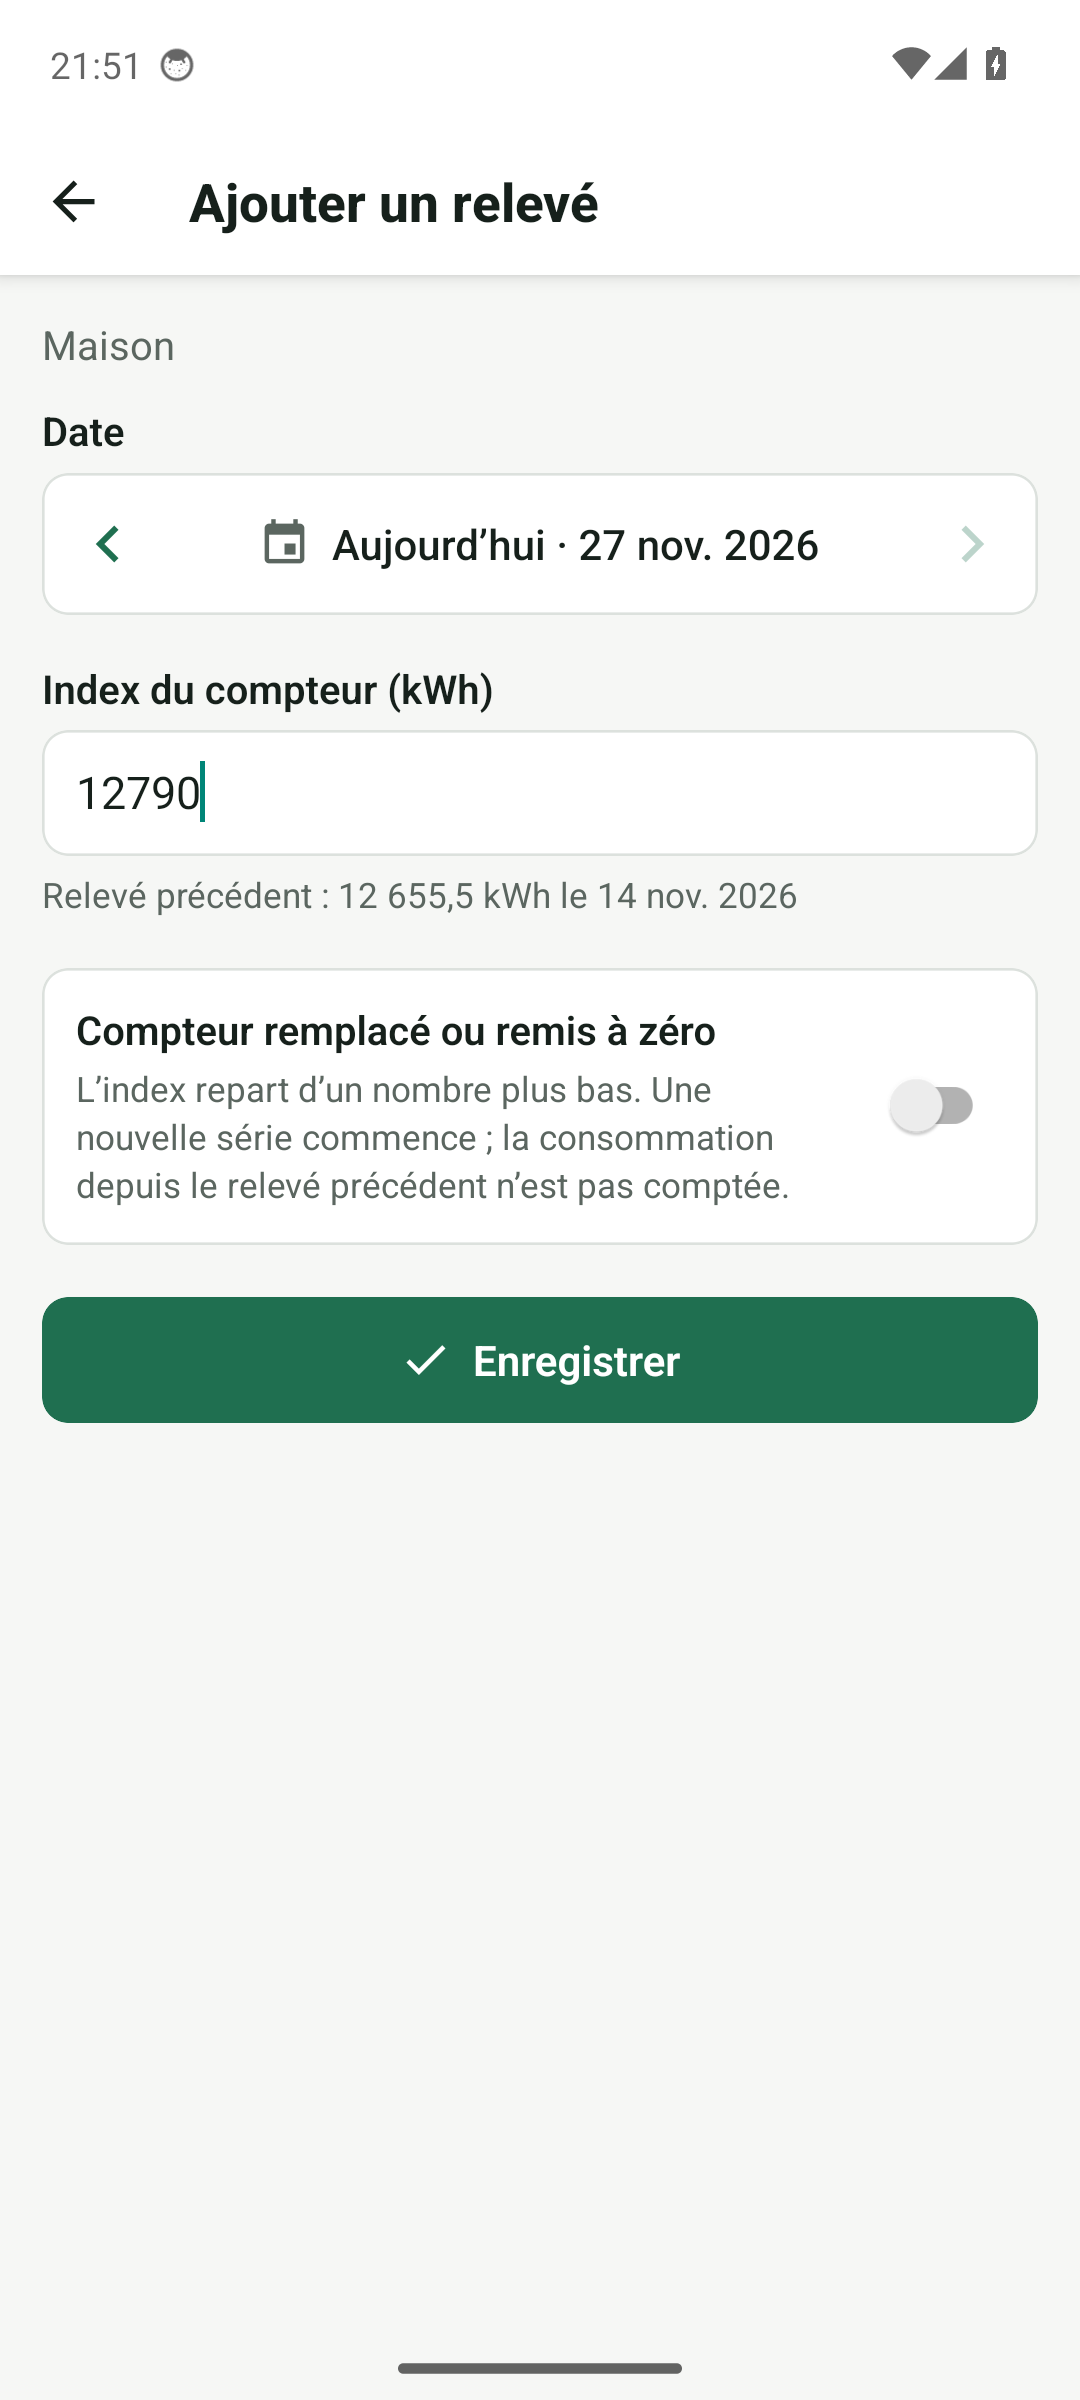 21:51
Ajouter un relevé
Maison
Date
Aujourd’hui · 27 nov. 2026
Index du compteur (kWh)
12790
Relevé précédent : 12 655,5 kWh le 14 nov. 2026
Compteur remplacé ou remis à zéro
L’index repart d’un nombre plus bas. Une
nouvelle série commence ; la consommation
depuis le relevé précédent n’est pas comptée.
Enregistrer